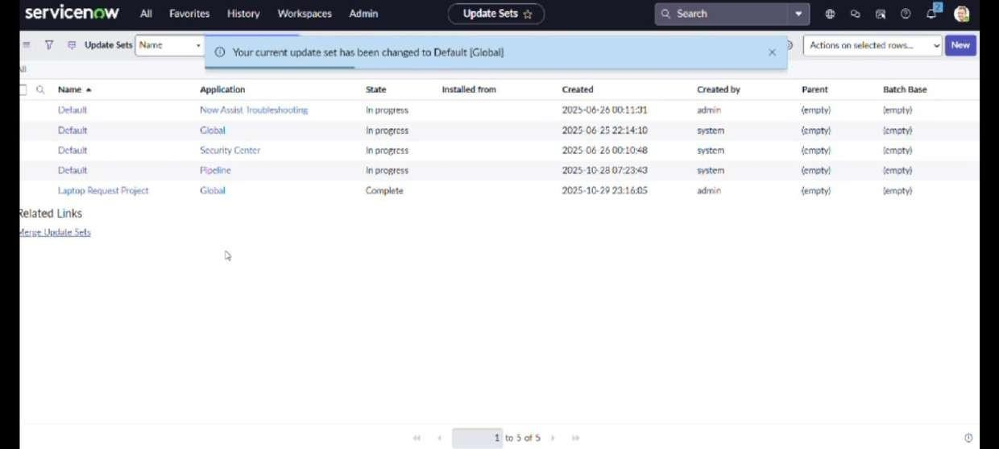 servicenow All Favorites History Workspaces Admin Update Sets Search 2
Update Sets Name Actions on selected rows... New
Your current update set has been changed to Default [Global]
Name Application State Installed from Created Created by Parent Batch Base
Default Now Assist Troubleshooting In progress 2025-06-26 00:11:31 admin (empty) (empty)
Default Global In progress 2025-06-25 22:14:10 system (empty) (empty)
Default Security Center In progress 2025-06-26 00:10:48 system (empty) (empty)
Default Pipeline In progress 2025-10-28 07:23:43 system (empty) (empty)
Laptop Request Project Global Complete 2025-10-29 23:16:05 admin (empty) (empty)
Related Links
Merge Update Sets
1 to 5 of 5